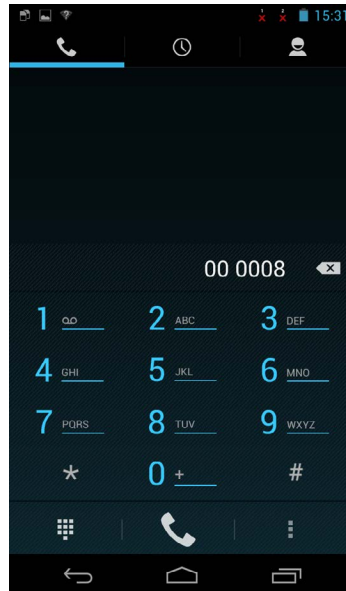 15:31
00 0008
1 2 ABC 3 DEF
4 GHI 5 JKL 6 MNO
7 PQRS 8 TUV 9 WXYZ
* 0 + #